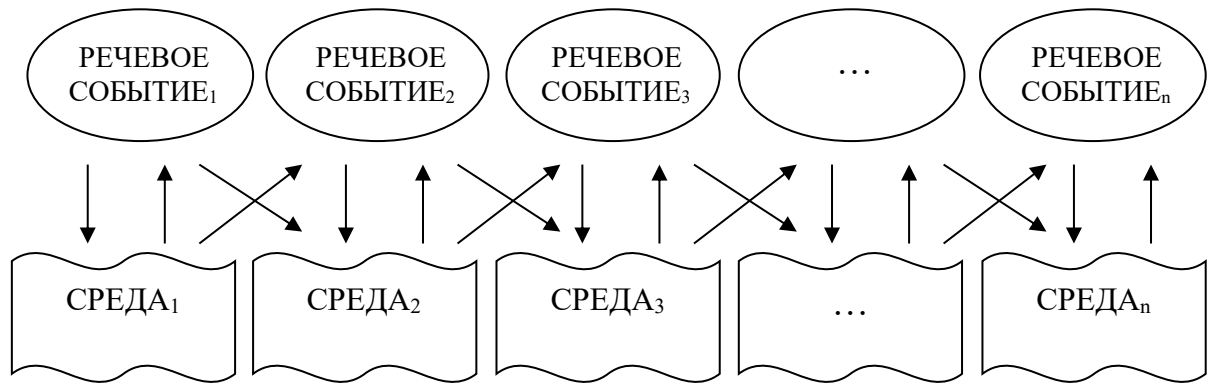 РЕЧЕВОЕ
СОБЫТИЕ₁
РЕЧЕВОЕ
СОБЫТИЕ₂
РЕЧЕВОЕ
СОБЫТИЕ₃
…
РЕЧЕВОЕ
СОБЫТИЕₙ
СРЕДА₁
СРЕДА₂
СРЕДА₃
…
СРЕДАₙ